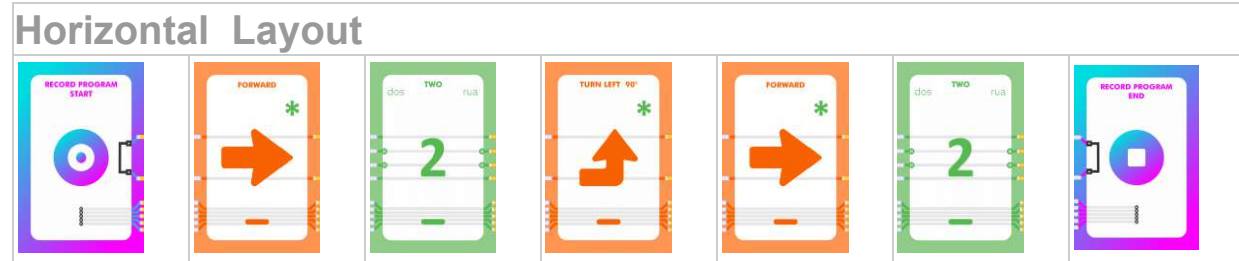 Horizontal Layout
RECORD PROGRAM
START
FORWARD
*
dos TWO rua
2
TURN LEFT 90°
*
FORWARD
*
dos TWO rua
2
RECORD PROGRAM
END